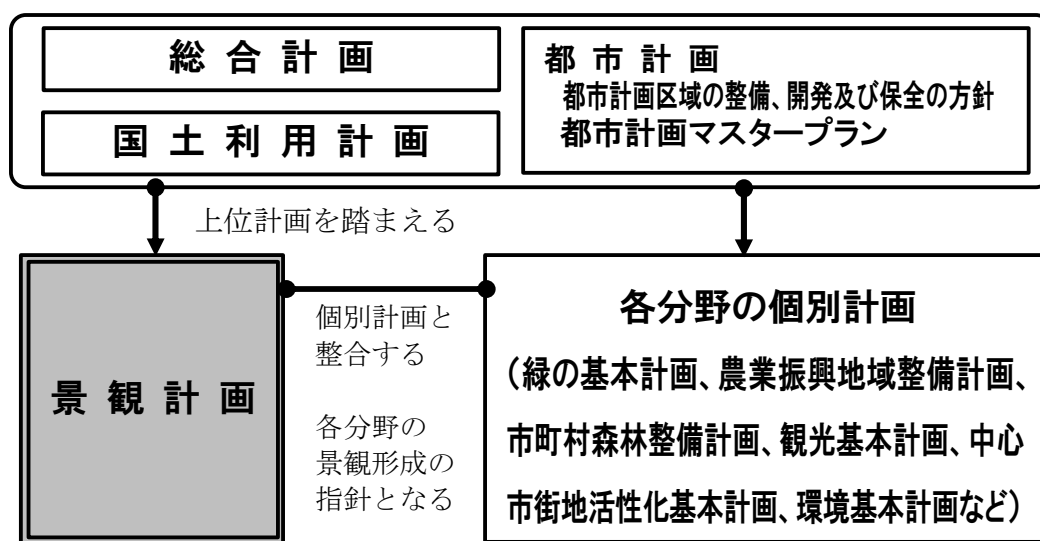 総合計画
国土利用計画
都市計画
都市計画区域の整備、開発及び保全の方針
都市計画マスタープラン
上位計画を踏まえる
景観計画
個別計画と
整合する
各分野の
景観形成の
指針となる
各分野の個別計画
(緑の基本計画、農業振興地域整備計画、
市町村森林整備計画、観光基本計画、中心
市街地活性化基本計画、環境基本計画など)